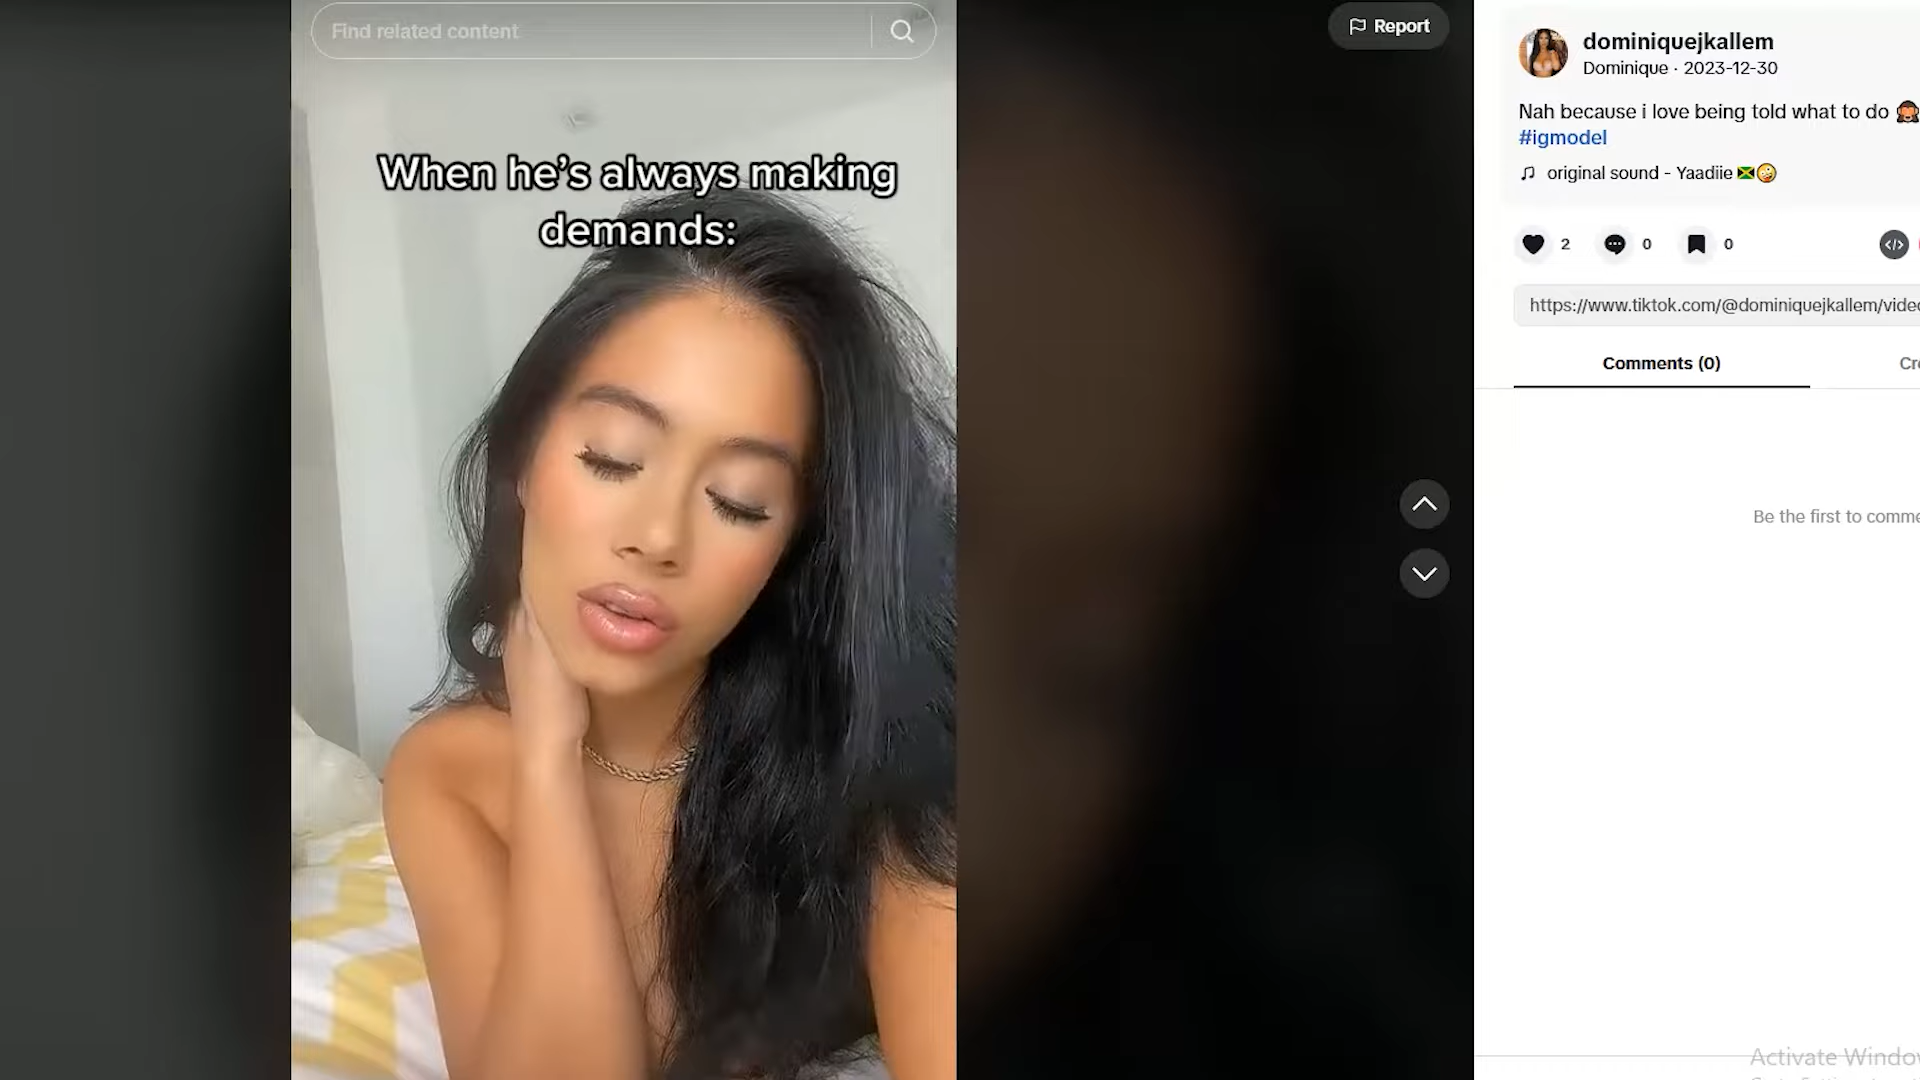 Find related content
Report
When he's always making
demands:
dominiquejkallem
Dominique · 2023-12-30
Nah because i love being told what to do 🙊
#igmodel
original sound - Yaadiie 🇯🇲🤪
2
0
0
https://www.tiktok.com/@dominiquejkallem/vide
Comments (0)
Cr
Be the first to comme
Activate Windo